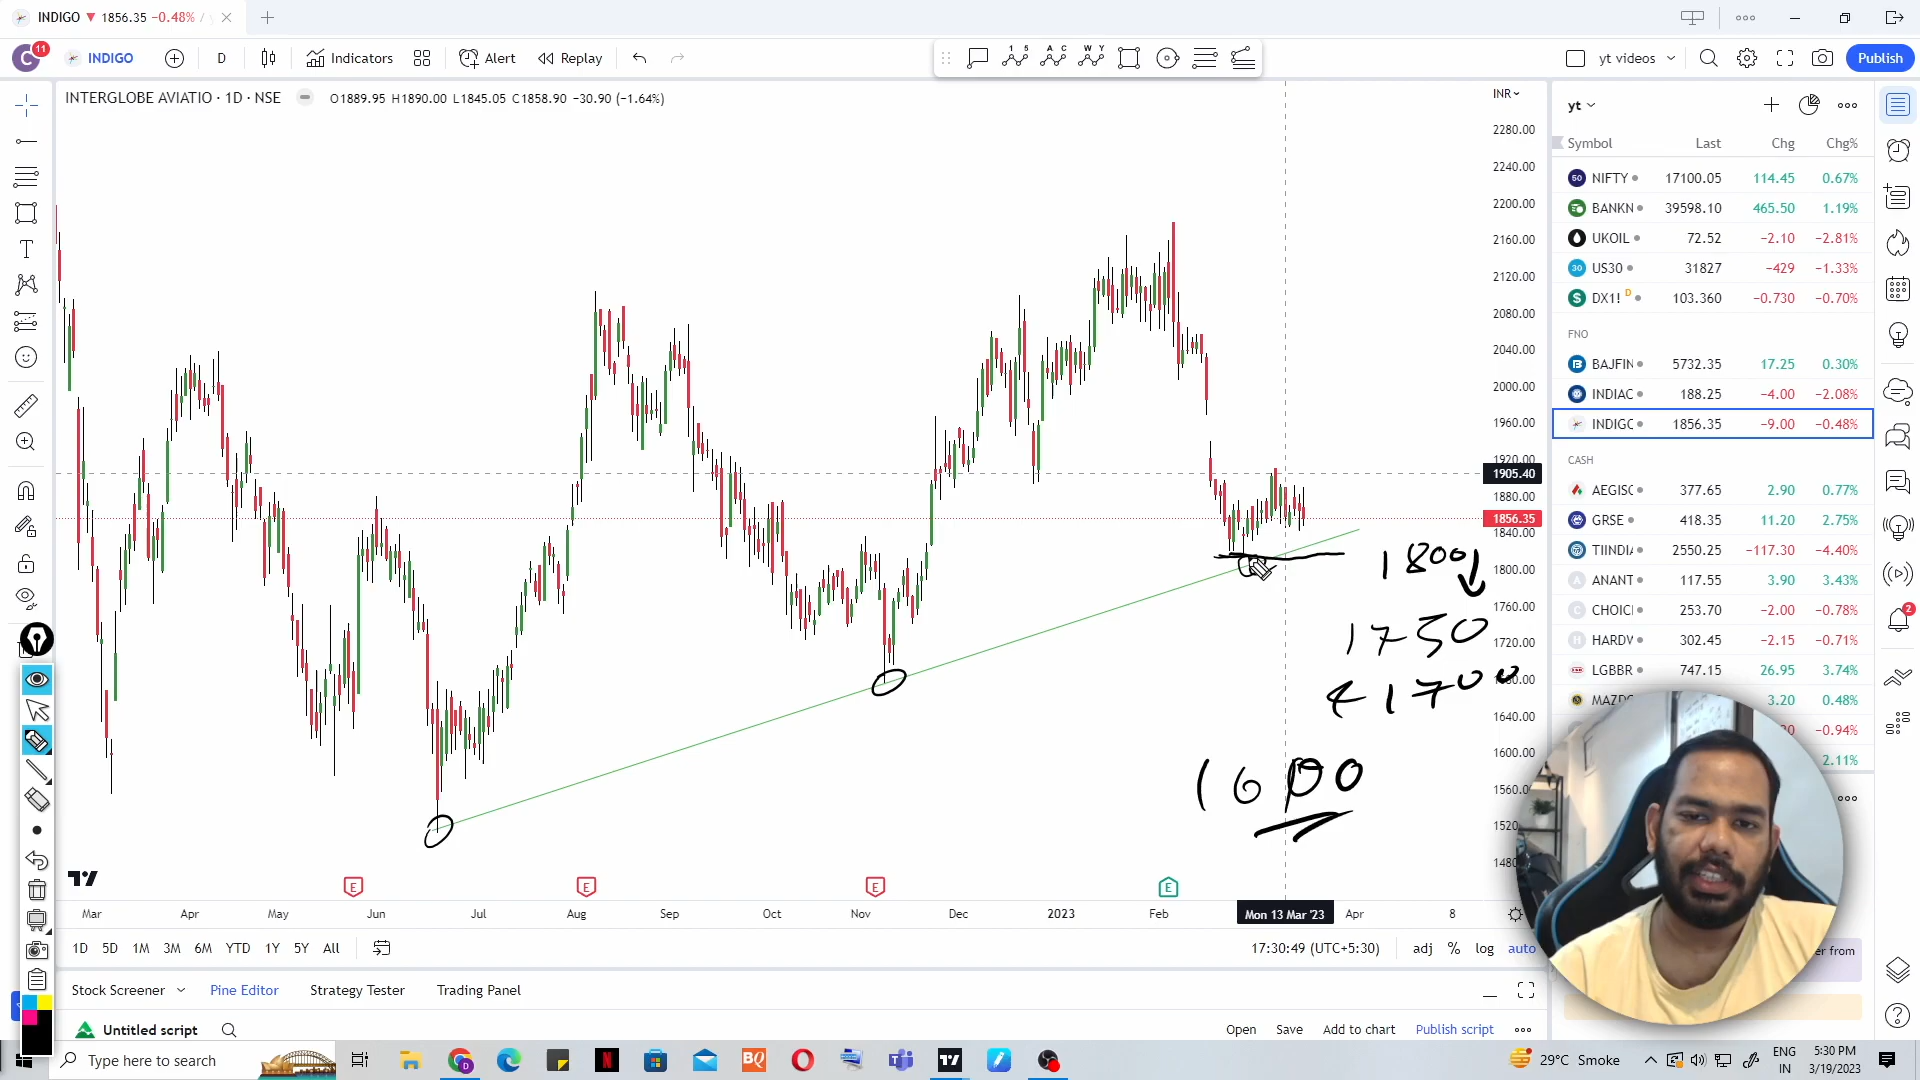 INDIGO ▼ 1856.35 −0.48% /
C 11 INDIGO D Indicators Alert Replay yt videos Publish
INTERGLOBE AVIATIO · 1D · NSE O1889.95 H1890.00 L1845.05 C1858.90 −30.90 (−1.64%)
INR
2280.00
2240.00
2200.00
2160.00
2120.00
2080.00
2040.00
2000.00
1960.00
1920.00
1905.40
1880.00
1856.35
1840.00
1800.00
1760.00
1720.00
1640.00
1600.00
1800
1750
1700
1600
E E E E
Mar Apr May Jun Jul Aug Sep Oct Nov Dec 2023 Feb Mon 13 Mar '23 Apr 8
1D 5D 1M 3M 6M YTD 1Y 5Y All 17:30:49 (UTC+5:30) adj % log auto
Stock Screener Pine Editor Strategy Tester Trading Panel
Untitled script Open Save Add to chart Publish script
yt
Symbol Last Chg Chg%
50 NIFTY 17100.05 114.45 0.67%
BANKN 39598.10 465.50 1.19%
UKOIL 72.52 −2.10 −2.81%
30 US30 31827 −429 −1.33%
DX1! D 103.360 −0.730 −0.70%
FNO
BAJFIN 5732.35 17.25 0.30%
INDIAC 188.25 −4.00 −2.08%
INDIGC 1856.35 −9.00 −0.48%
CASH
AEGISC 377.65 2.90 0.77%
GRSE 418.35 11.20 2.75%
TIINDIA 2550.25 −117.30 −4.40%
A ANANT 117.55 3.90 3.43%
C CHOICI 253.70 −2.00 −0.78%
H HARDV 302.45 −2.15 −0.71%
LGBBR 747.15 26.95 3.74%
3.20 0.48%
−0.94%
2.11%
er from
2
Type here to search BQ 29°C Smoke ENG IN 5:30 PM 3/19/2023